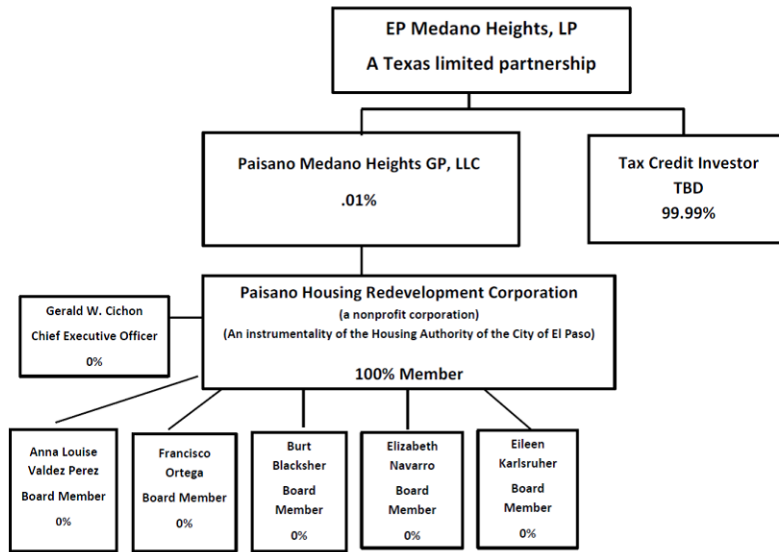 EP Medano Heights, LP
A Texas limited partnership
Paisano Medano Heights GP, LLC
.01%
Tax Credit Investor
TBD
99.99%
Gerald W. Cichon
Chief Executive Officer
0%
Paisano Housing Redevelopment Corporation
(a nonprofit corporation)
(An instrumentality of the Housing Authority of the City of El Paso)
100% Member
Anna Louise
Valdez Perez
Board Member
0%
Francisco
Ortega
Board Member
0%
Burt
Blacksher
Board
Member
0%
Elizabeth
Navarro
Board
Member
0%
Eileen
Karlsruher
Board
Member
0%